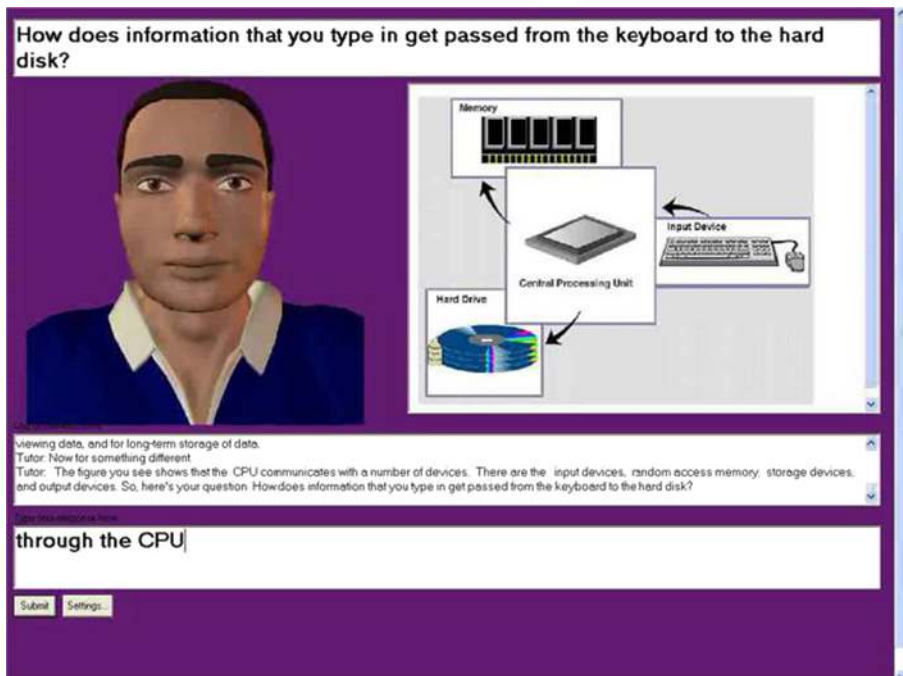 How does information that you type in get passed from the keyboard to the hard
disk?
Memory
Input Device
Central Processing Unit
Hard Drive
viewing data, and for long-term storage of data.
Tutor: Now for something different
Tutor: The figure you see shows that the CPU communicates with a number of devices. There are the input devices, random access memory, storage devices,
and output devices. So, here's your question How does information that you type in get passed from the keyboard to the hard disk?
through the CPU
Submit Settings...